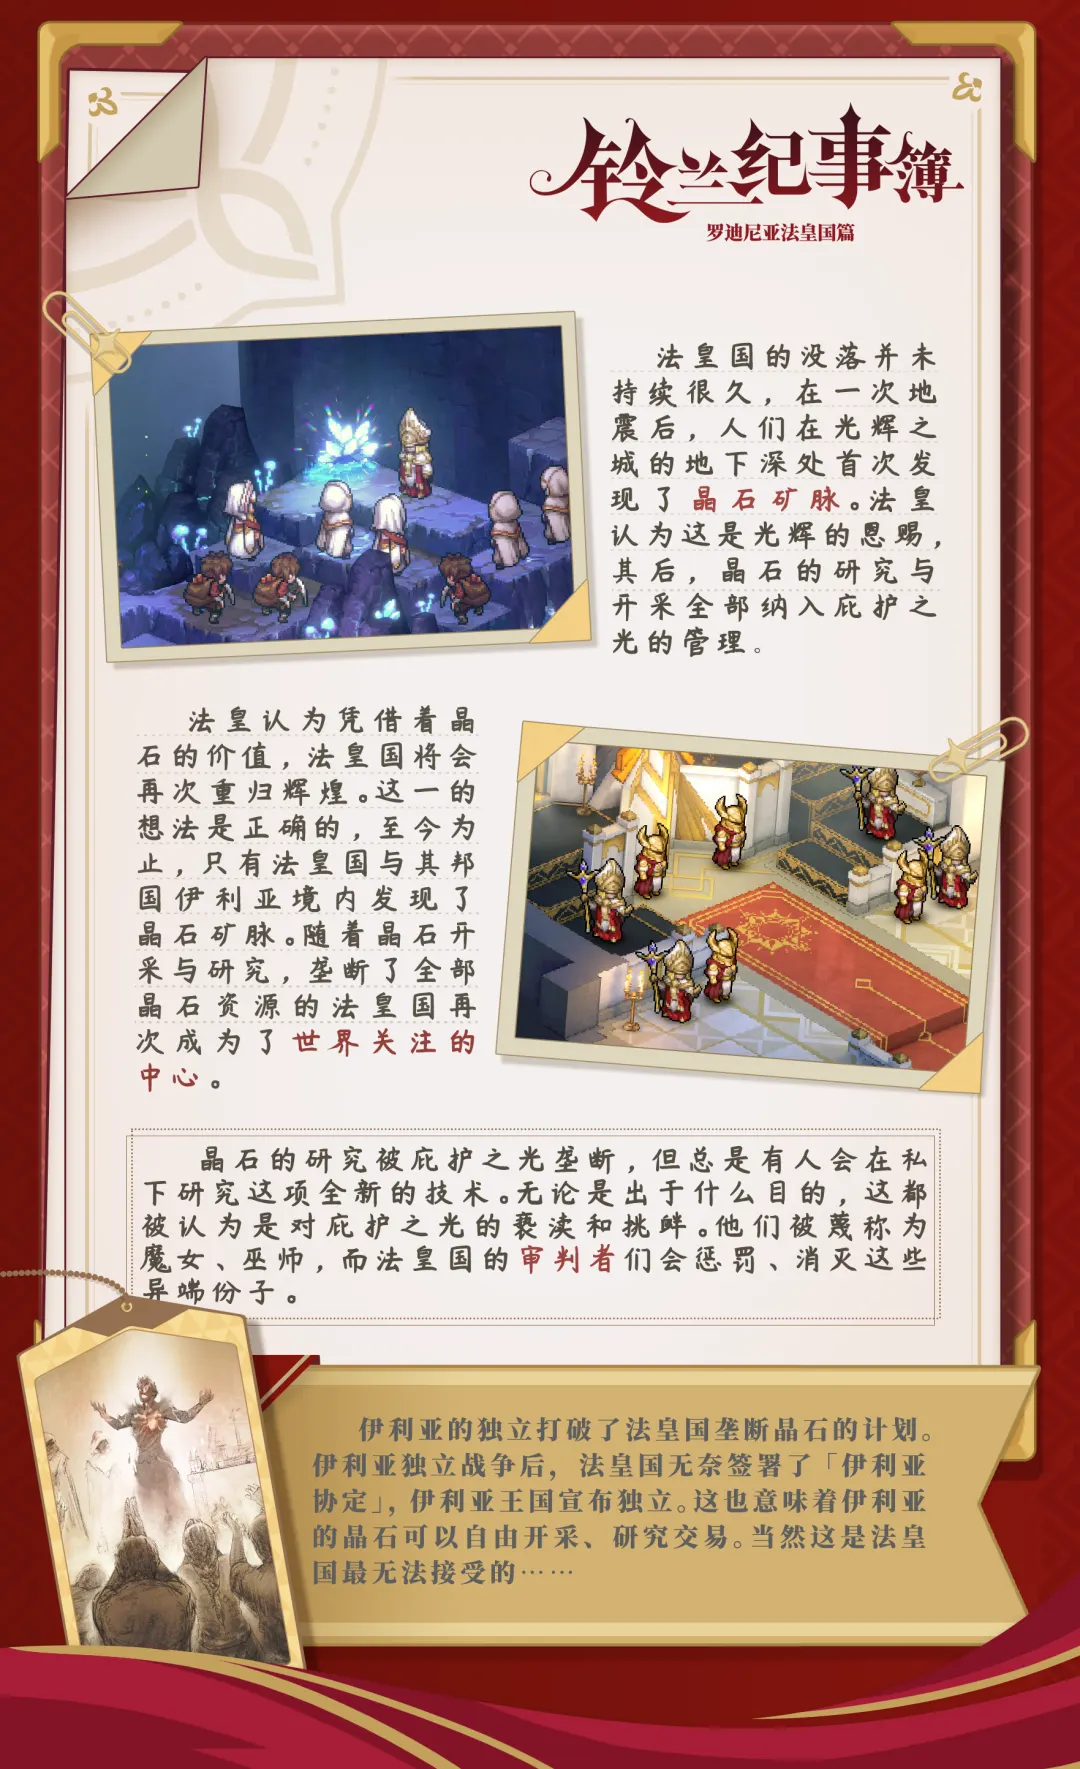 铃兰纪事簿
罗迪尼亚法皇国篇
法皇国的没落并未
持续很久，在一次地
震后，人们在光辉之
城的地下深处首次发
现了晶石矿脉。法皇
认为这是光辉的恩赐，
其后，晶石的研究与
开采全部纳入庇护之
光的管理。
法皇认为凭借着晶
石的价值，法皇国将会
再次重归辉煌。这一的
想法是正确的，至今为
止，只有法皇国与其邦
国伊利亚境内发现了
晶石矿脉。随着晶石开
采与研究，垄断了全部
晶石资源的法皇国再
次成为了世界关注的
中心。
晶石的研究被庇护之光垄断，但总是有人会在私
下研究这项全新的技术。无论是出于什么目的，这都
被认为是对庇护之光的亵渎和挑衅。他们被蔑称为
魔女、巫师，而法皇国的审判者们会惩罚、消灭这些
异端份子。
伊利亚的独立打破了法皇国垄断晶石的计划。
伊利亚独立战争后，法皇国无奈签署了「伊利亚
协定」，伊利亚王国宣布独立。这也意味着伊利亚
的晶石可以自由开采、研究交易。当然这是法皇
国最无法接受的……